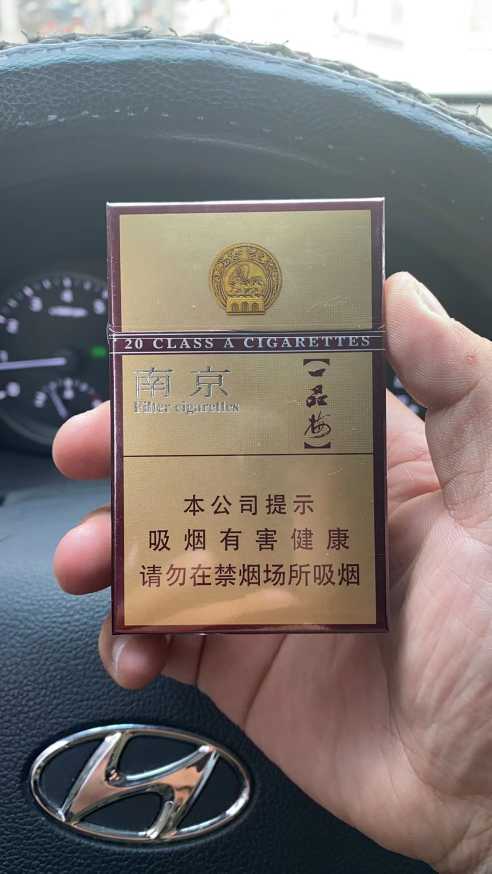 20 CLASS A CIGARETTES
南京
Filter cigarettes
【一品梅】
本公司提示
吸烟有害健康
请勿在禁烟场所吸烟